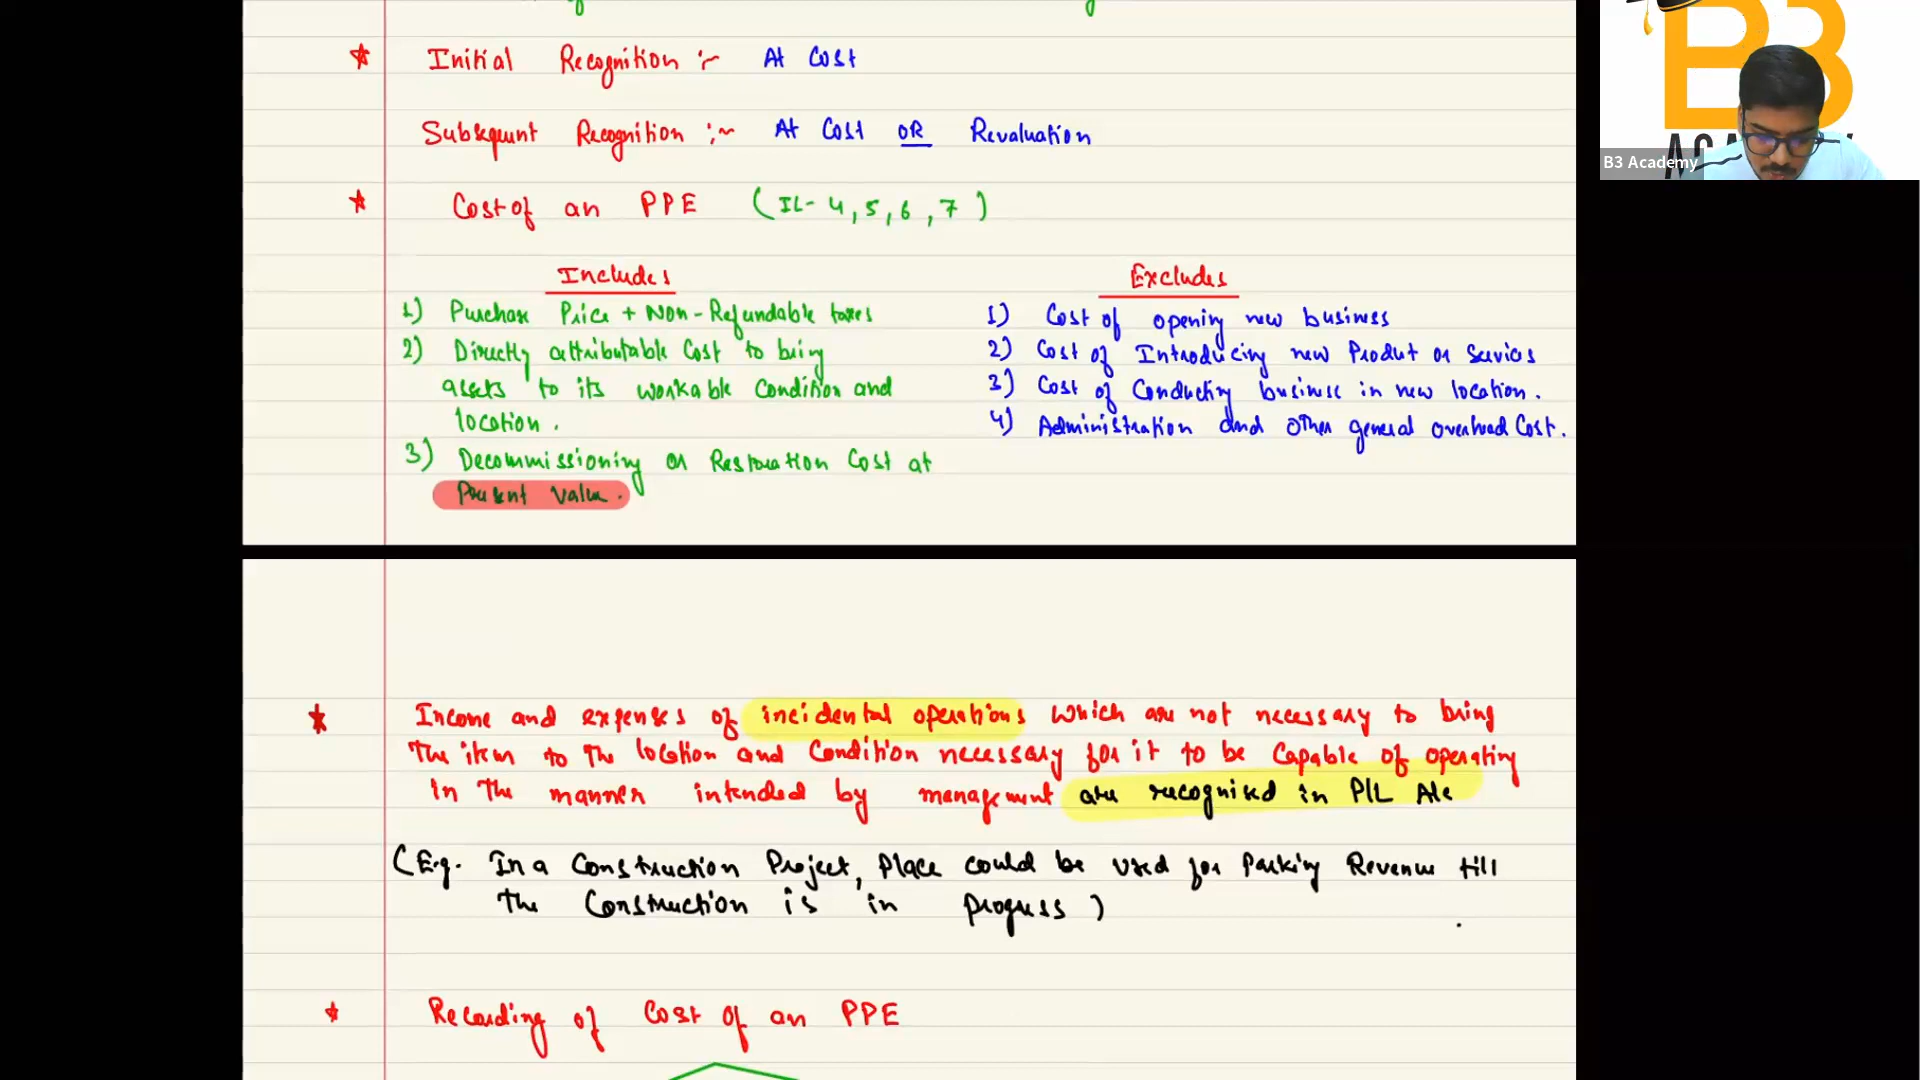 Initial Recognition :- At Cost
Subsequent Recognition :- At Cost OR Revaluation
Cost of an PPE (IL- 4, 5, 6, 7)
Includes
1) Purchase Price + Non-Refundable taxes
2) Directly attributable Cost to bring
assets to its workable Condition and
location.
3) Decommissioning or Restoration Cost at
Present Value.
Excludes
1) Cost of opening new business
2) Cost of Introducing new Product or Services
3) Cost of Conducting business in new location.
4) Administration and other general overhead Cost.
Income and expenses of incidental operations which are not necessary to bring
the item to the location and Condition necessary for it to be Capable of operating
in the manner intended by management are recognised in P/L A/c
(E.g. In a Construction Project, Place could be used for Parking Revenue till
the Construction is in progress)
Recording of Cost of an PPE
B3
B3 Academy